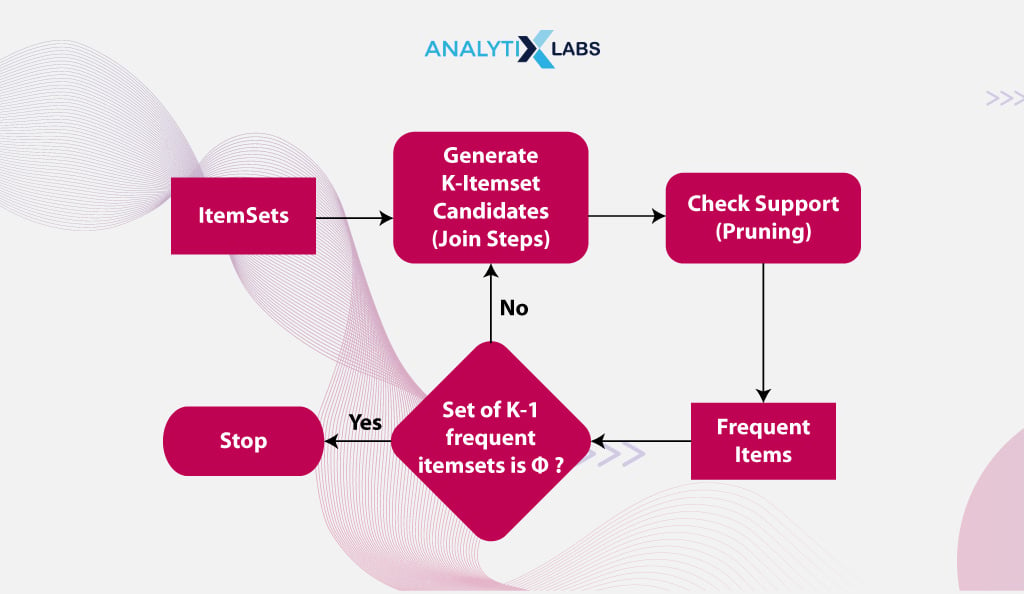 ANALYTIX LABS
ItemSets
Generate
K-Itemset
Candidates
(Join Steps)
Check Support
(Pruning)
No
Set of K-1
frequent
itemsets is Φ ?
Yes
Stop
Frequent
Items